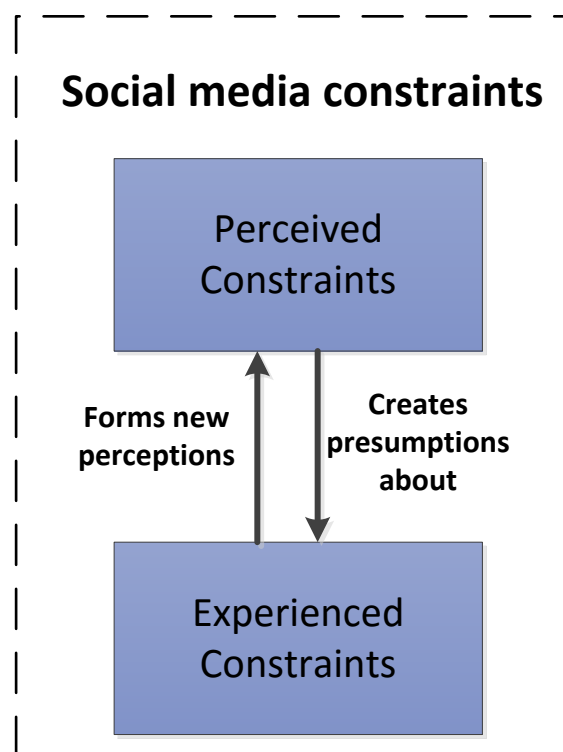 Social media constraints
Perceived
Constraints
Forms new
perceptions
Creates
presumptions
about
Experienced
Constraints